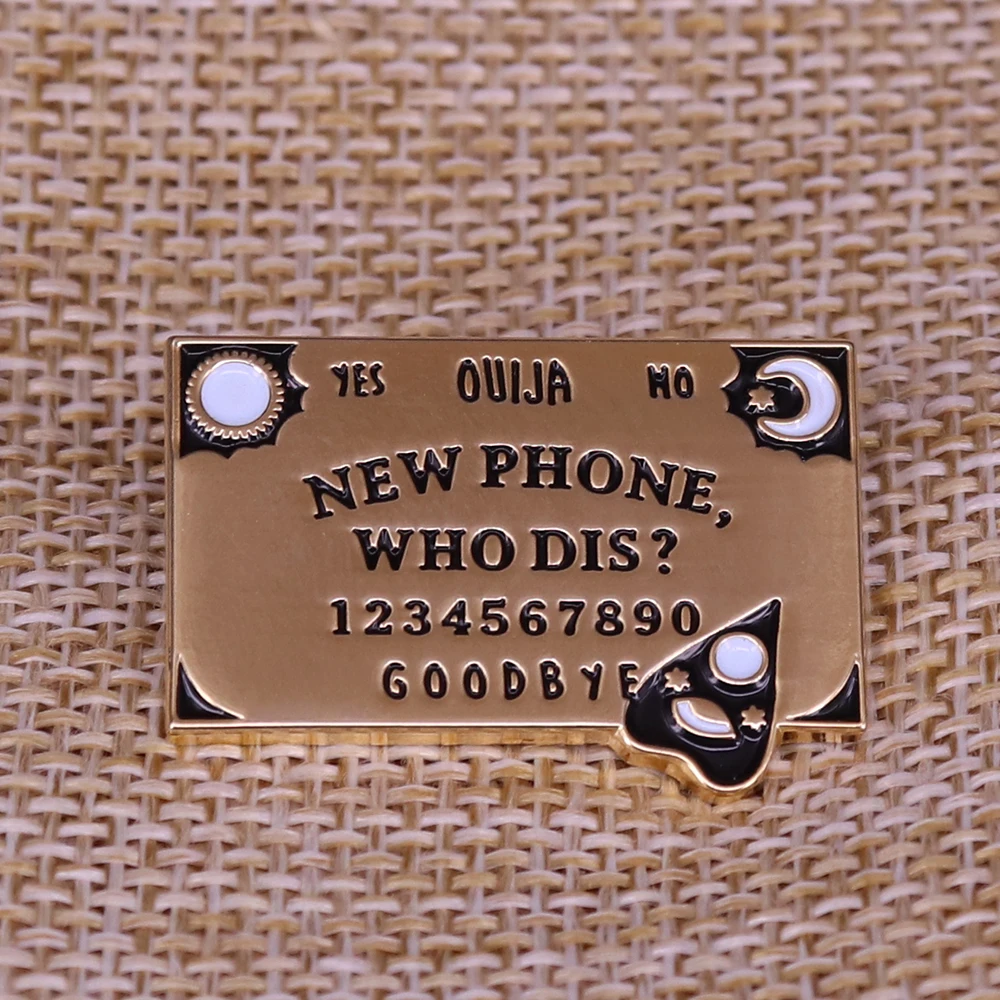 YES OUIJA NO
NEW PHONE,
WHO DIS?
1234567890
GOODBYE